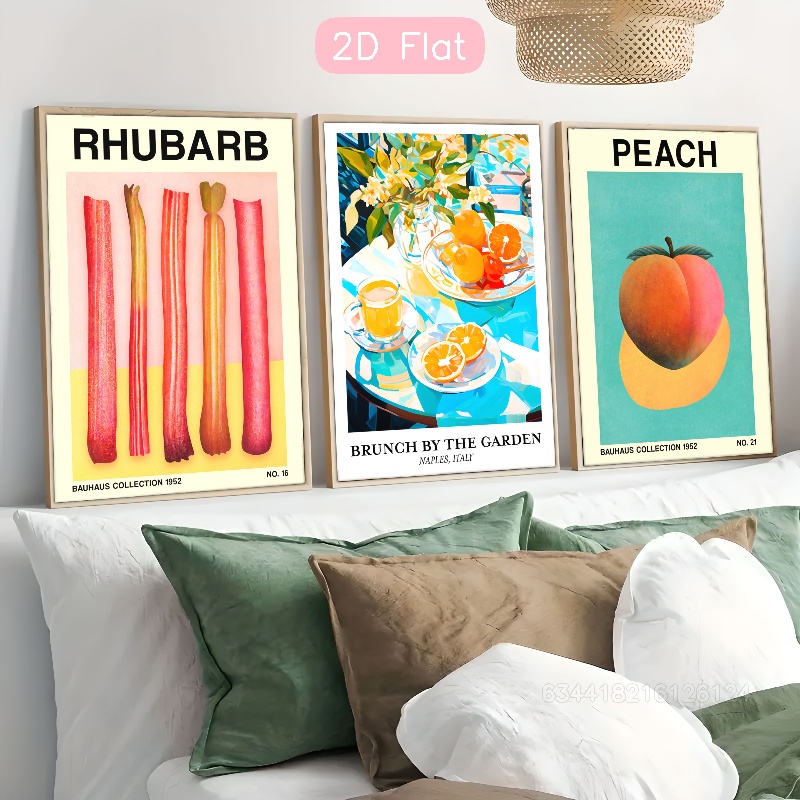 2D Flat
RHUBARB
BAUHAUS COLLECTION 1952
NO. 16
BRUNCH BY THE GARDEN
NAPLES, ITALY
PEACH
BAUHAUS COLLECTION 1952
NO. 21